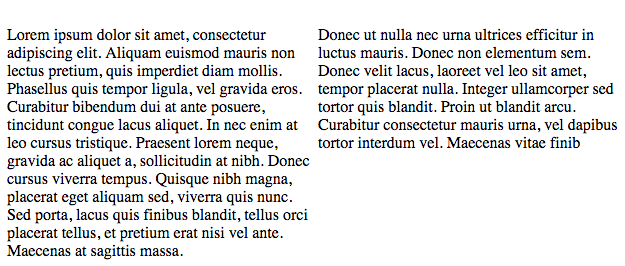 Lorem ipsum dolor sit amet, consectetur
adipiscing elit. Aliquam euismod mauris non
lectus pretium, quis imperdiet diam mollis.
Phasellus quis tempor ligula, vel gravida eros.
Curabitur bibendum dui at ante posuere,
tincidunt congue lacus aliquet. In nec enim at
leo cursus tristique. Praesent lorem neque,
gravida ac aliquet a, sollicitudin at nibh. Donec
cursus viverra tempus. Quisque nibh magna,
placerat eget aliquam sed, viverra quis nunc.
Sed porta, lacus quis finibus blandit, tellus orci
placerat tellus, et pretium erat nisi vel ante.
Maecenas at sagittis massa.
Donec ut nulla nec urna ultrices efficitur in
luctus mauris. Donec non elementum sem.
Donec velit lacus, laoreet vel leo sit amet,
tempor placerat nulla. Integer ullamcorper sed
tortor quis blandit. Proin ut blandit arcu.
Curabitur consectetur mauris urna, vel dapibus
tortor interdum vel. Maecenas vitae finib